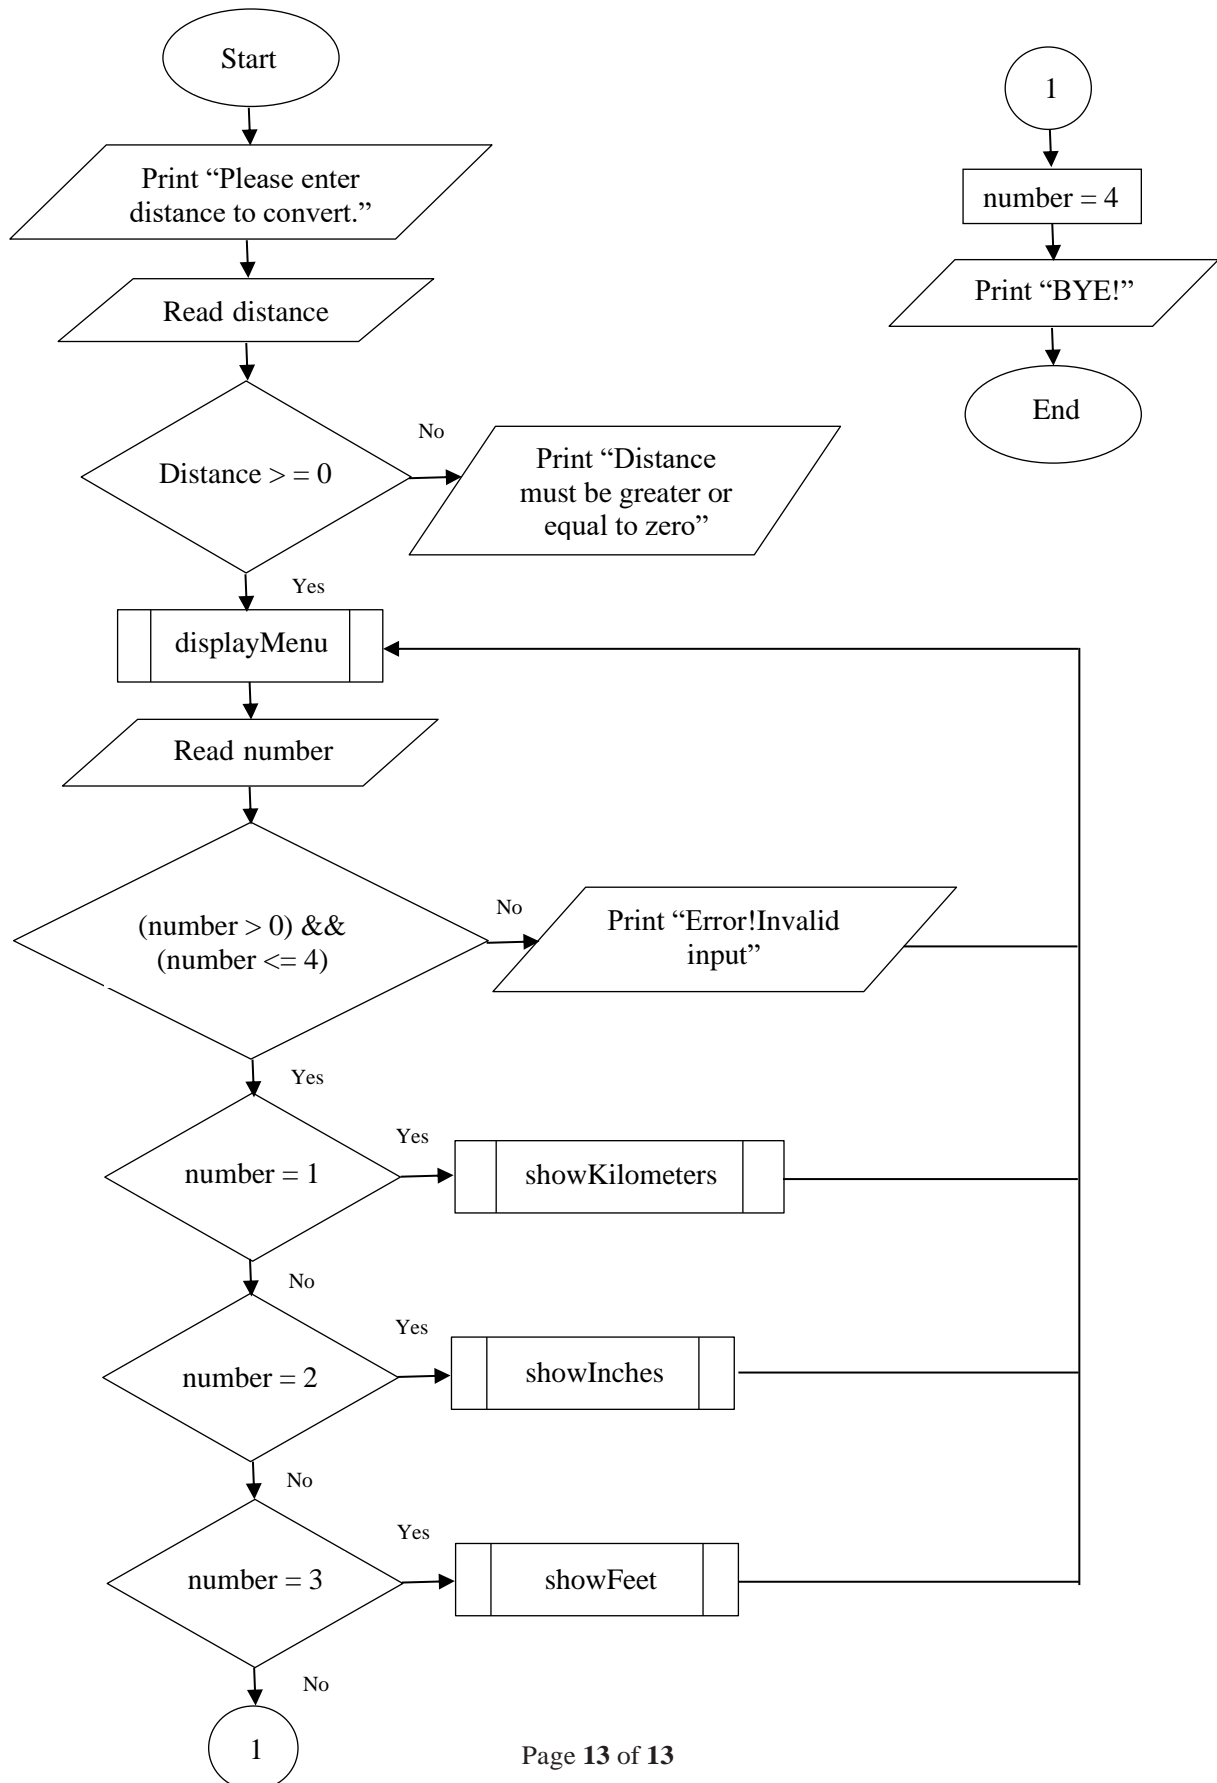 Start
Print “Please enter
distance to convert.”
Read distance
Distance > = 0
No
Print “Distance
must be greater or
equal to zero”
Yes
displayMenu
Read number
(number > 0) &&
(number <= 4)
No
Print “Error!Invalid
input”
Yes
number = 1
Yes
showKilometers
No
number = 2
Yes
showInches
No
number = 3
Yes
showFeet
No
1
1
number = 4
Print “BYE!”
End
Page 13 of 13